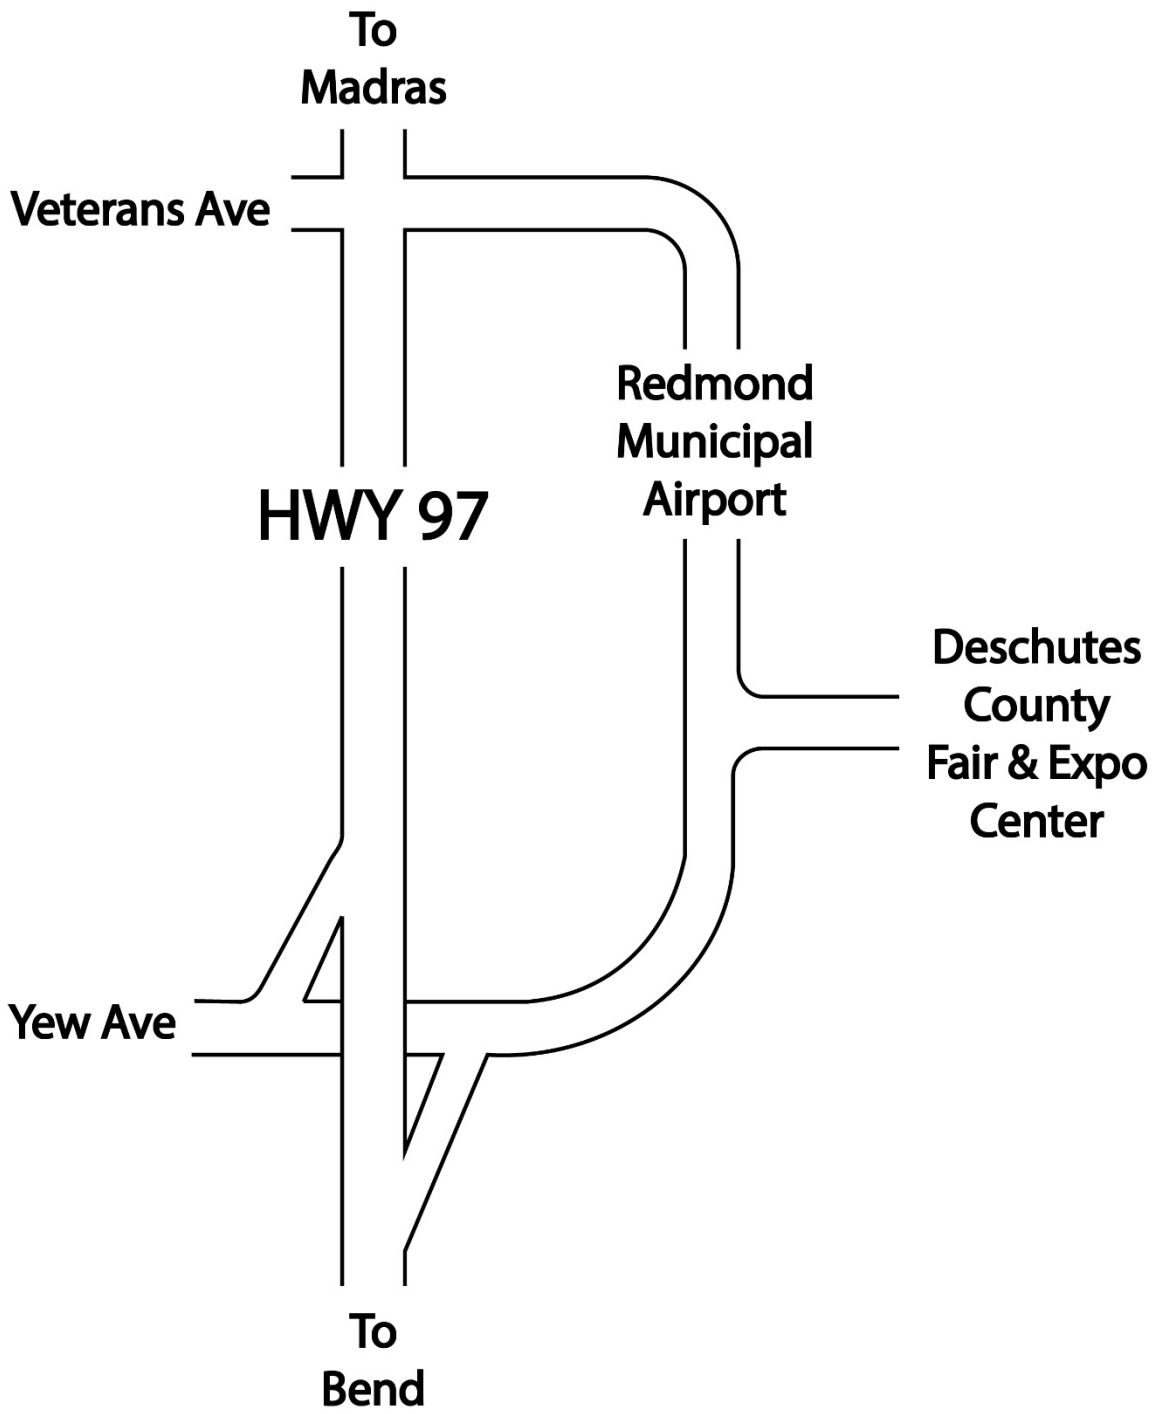 To
Madras
Veterans Ave
Redmond
Municipal
Airport
HWY 97
Deschutes
County
Fair & Expo
Center
Yew Ave
To
Bend